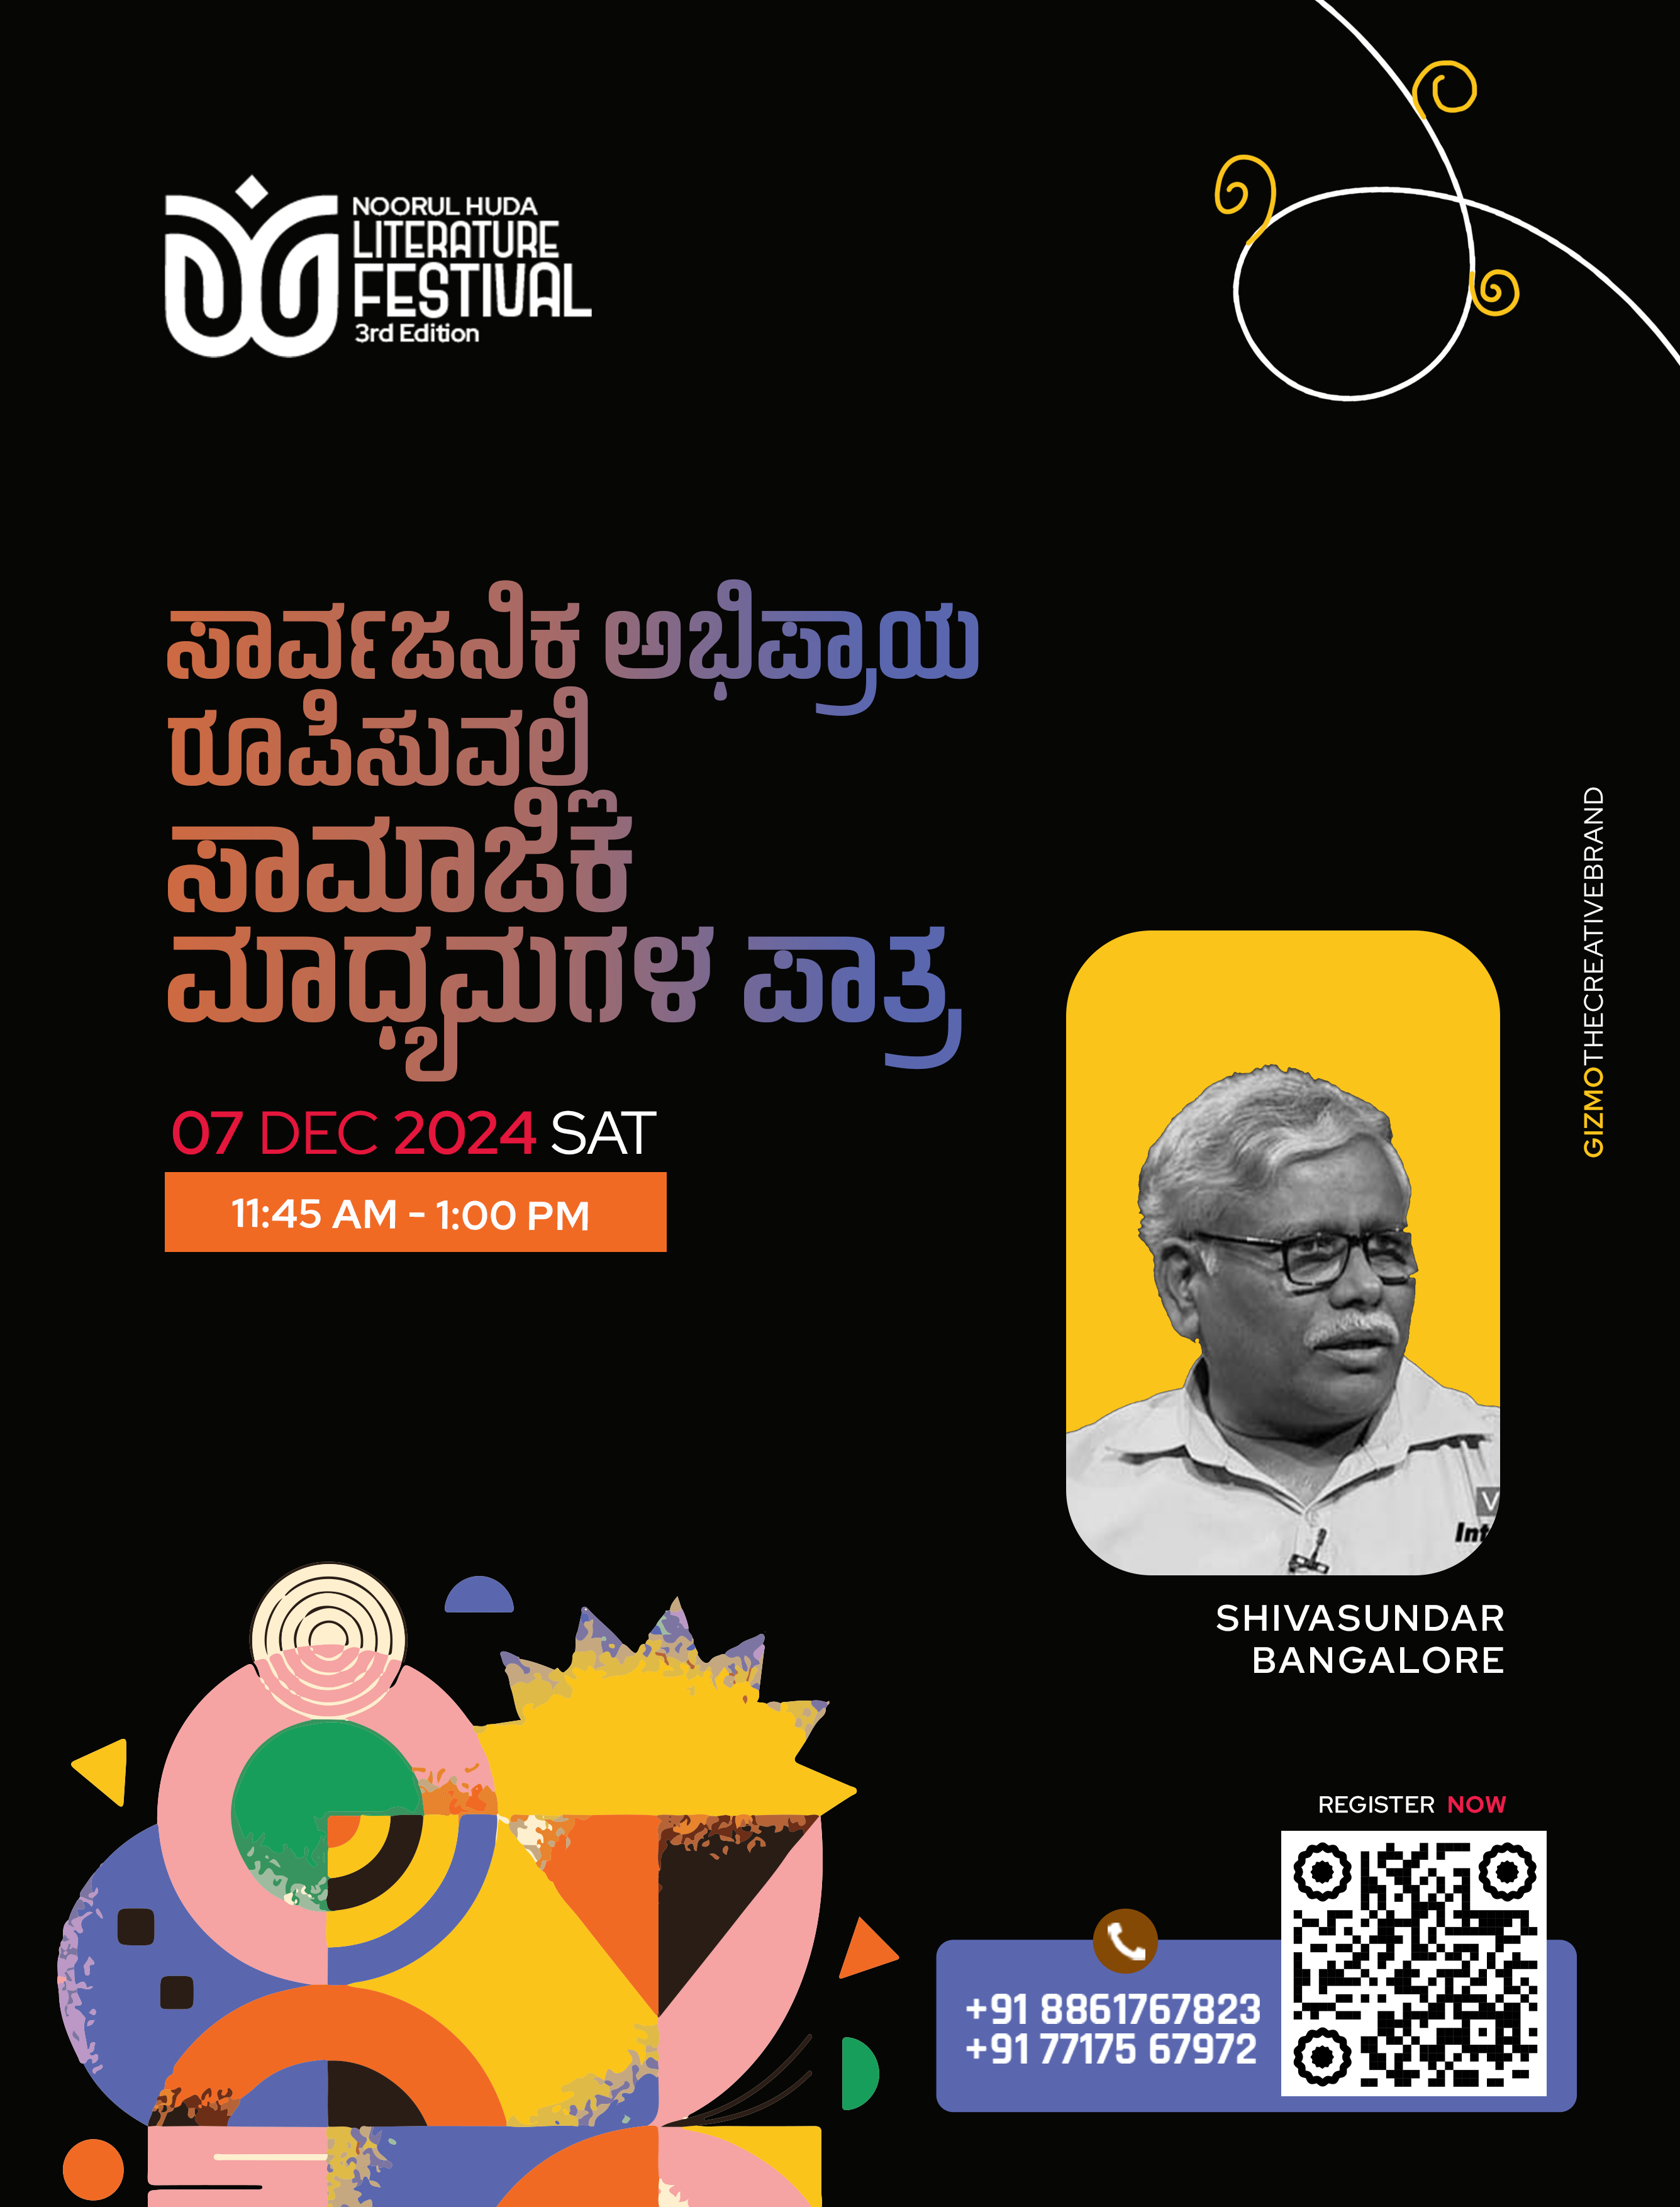 NOORUL HUDA
LITERATURE
FESTIVAL
3rd Edition
ಸಾರ್ವಜನಿಕ ಅಭಿಪ್ರಾಯ
ರೂಪಿಸುವಲ್ಲಿ
ಸಾಮಾಜಿಕ
ಮಾಧ್ಯಮಗಳ ಪಾತ್ರ
07 DEC 2024 SAT
11:45 AM - 1:00 PM
GIZMOTHECREATIVEBRAND
SHIVASUNDAR
BANGALORE
REGISTER NOW
+91 8861767823
+91 77175 67972